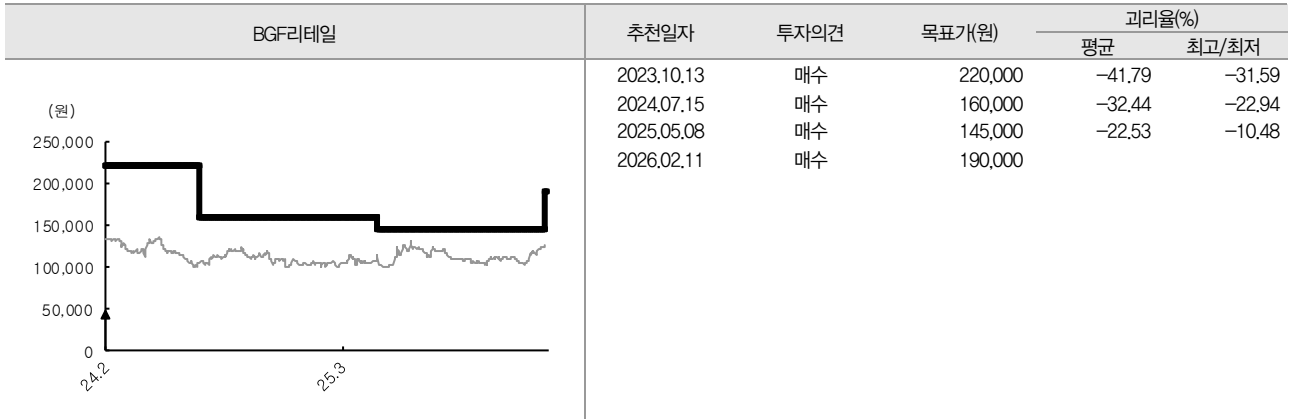 BGF리테일
추천일자 투자의견 목표가(원) 괴리율(%)
평균 최고/최저
2023.10.13 매수 220,000 -41.79 -31.59
2024.07.15 매수 160,000 -32.44 -22.94
2025.05.08 매수 145,000 -22.53 -10.48
2026.02.11 매수 190,000
(원)
250,000
200,000
150,000
100,000
50,000
0
24.2
25.3